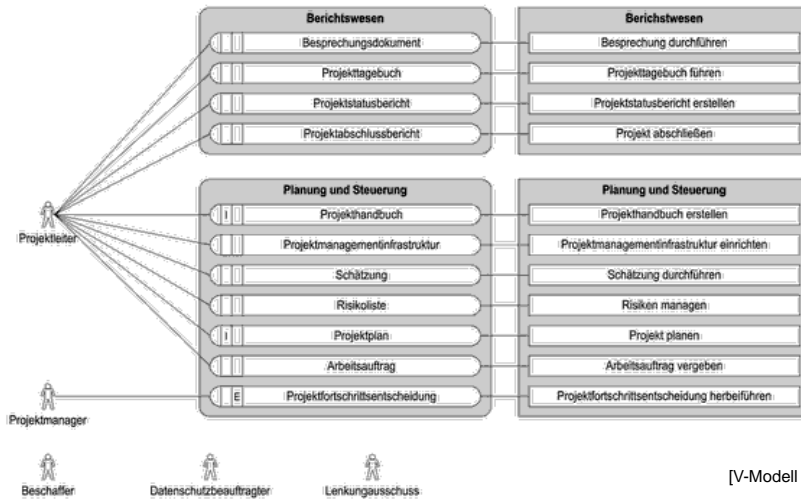 Berichtswesen Berichstwesen
Besprechungsdokument Besprechung durchführen
Projekttagebuch Projekttagebuch führen
Projektstatusbericht Projektstatusbericht erstellen
Projektabschlussbericht Projekt abschließen
Planung und Steuerung Planung und Steuerung
I Projekthandbuch Projekthandbuch erstellen
Projektleiter
Projektmanagementinfrastruktur Projektmanagementinfrastruktur einrichten
Schätzung Schätzung durchführen
Risikoliste Risiken managen
I Projektplan Projekt planen
Arbeitsauftrag Arbeitsauftrag vergeben
E Projektfortschrittsentscheidung Projektfortschrittsentscheidung herbeiführen
Projektmanager
[V-Modell
Beschaffer Datenschutzbeauftragter Lenkungausschuss